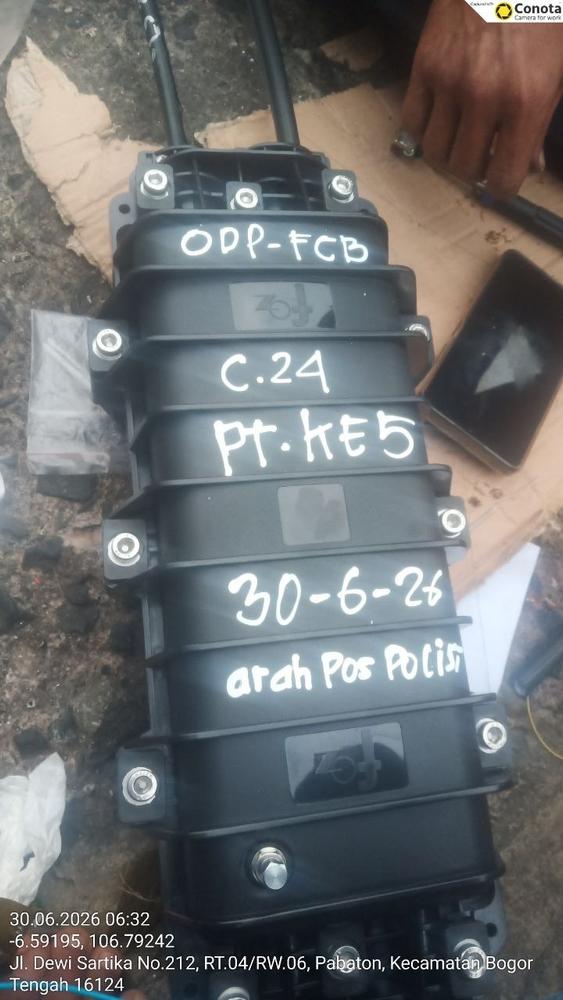 Captured with
Conota
Camera for work
ODP-FCB
C.24
PT.KE5
30-6-26
arah Pos Polisi
30.06.2026 06:32
-6.59195, 106.79242
Jl. Dewi Sartika No.212, RT.04/RW.06, Pabaton, Kecamatan Bogor
Tengah 16124